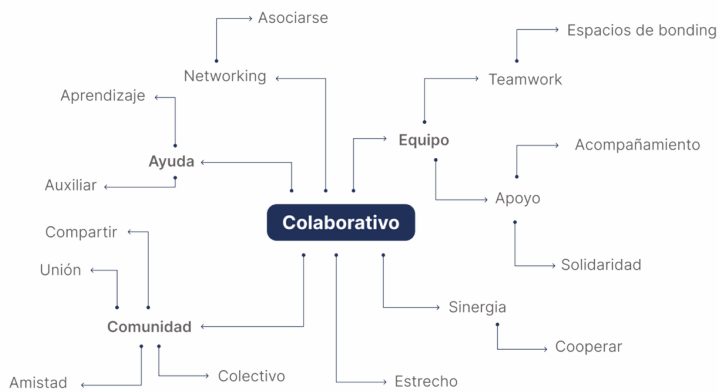 Asociarse
Espacios de bonding
Networking
Teamwork
Aprendizaje
Equipo
Acompañamiento
Ayuda
Auxiliar
Apoyo
Colaborativo
Compartir
Unión
Solidaridad
Sinergia
Comunidad
Cooperar
Colectivo
Amistad
Estrecho